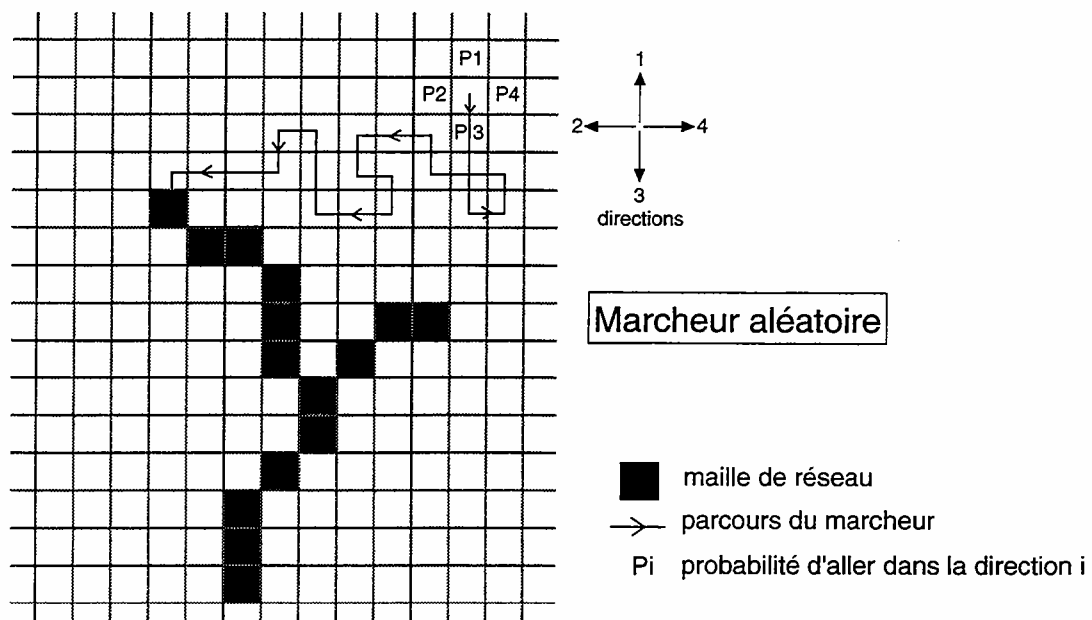 P1
P2
P4
P 3
1
2
4
3
directions
Marcheur aléatoire
maille de réseau
parcours du marcheur
Pi probabilité d'aller dans la direction i